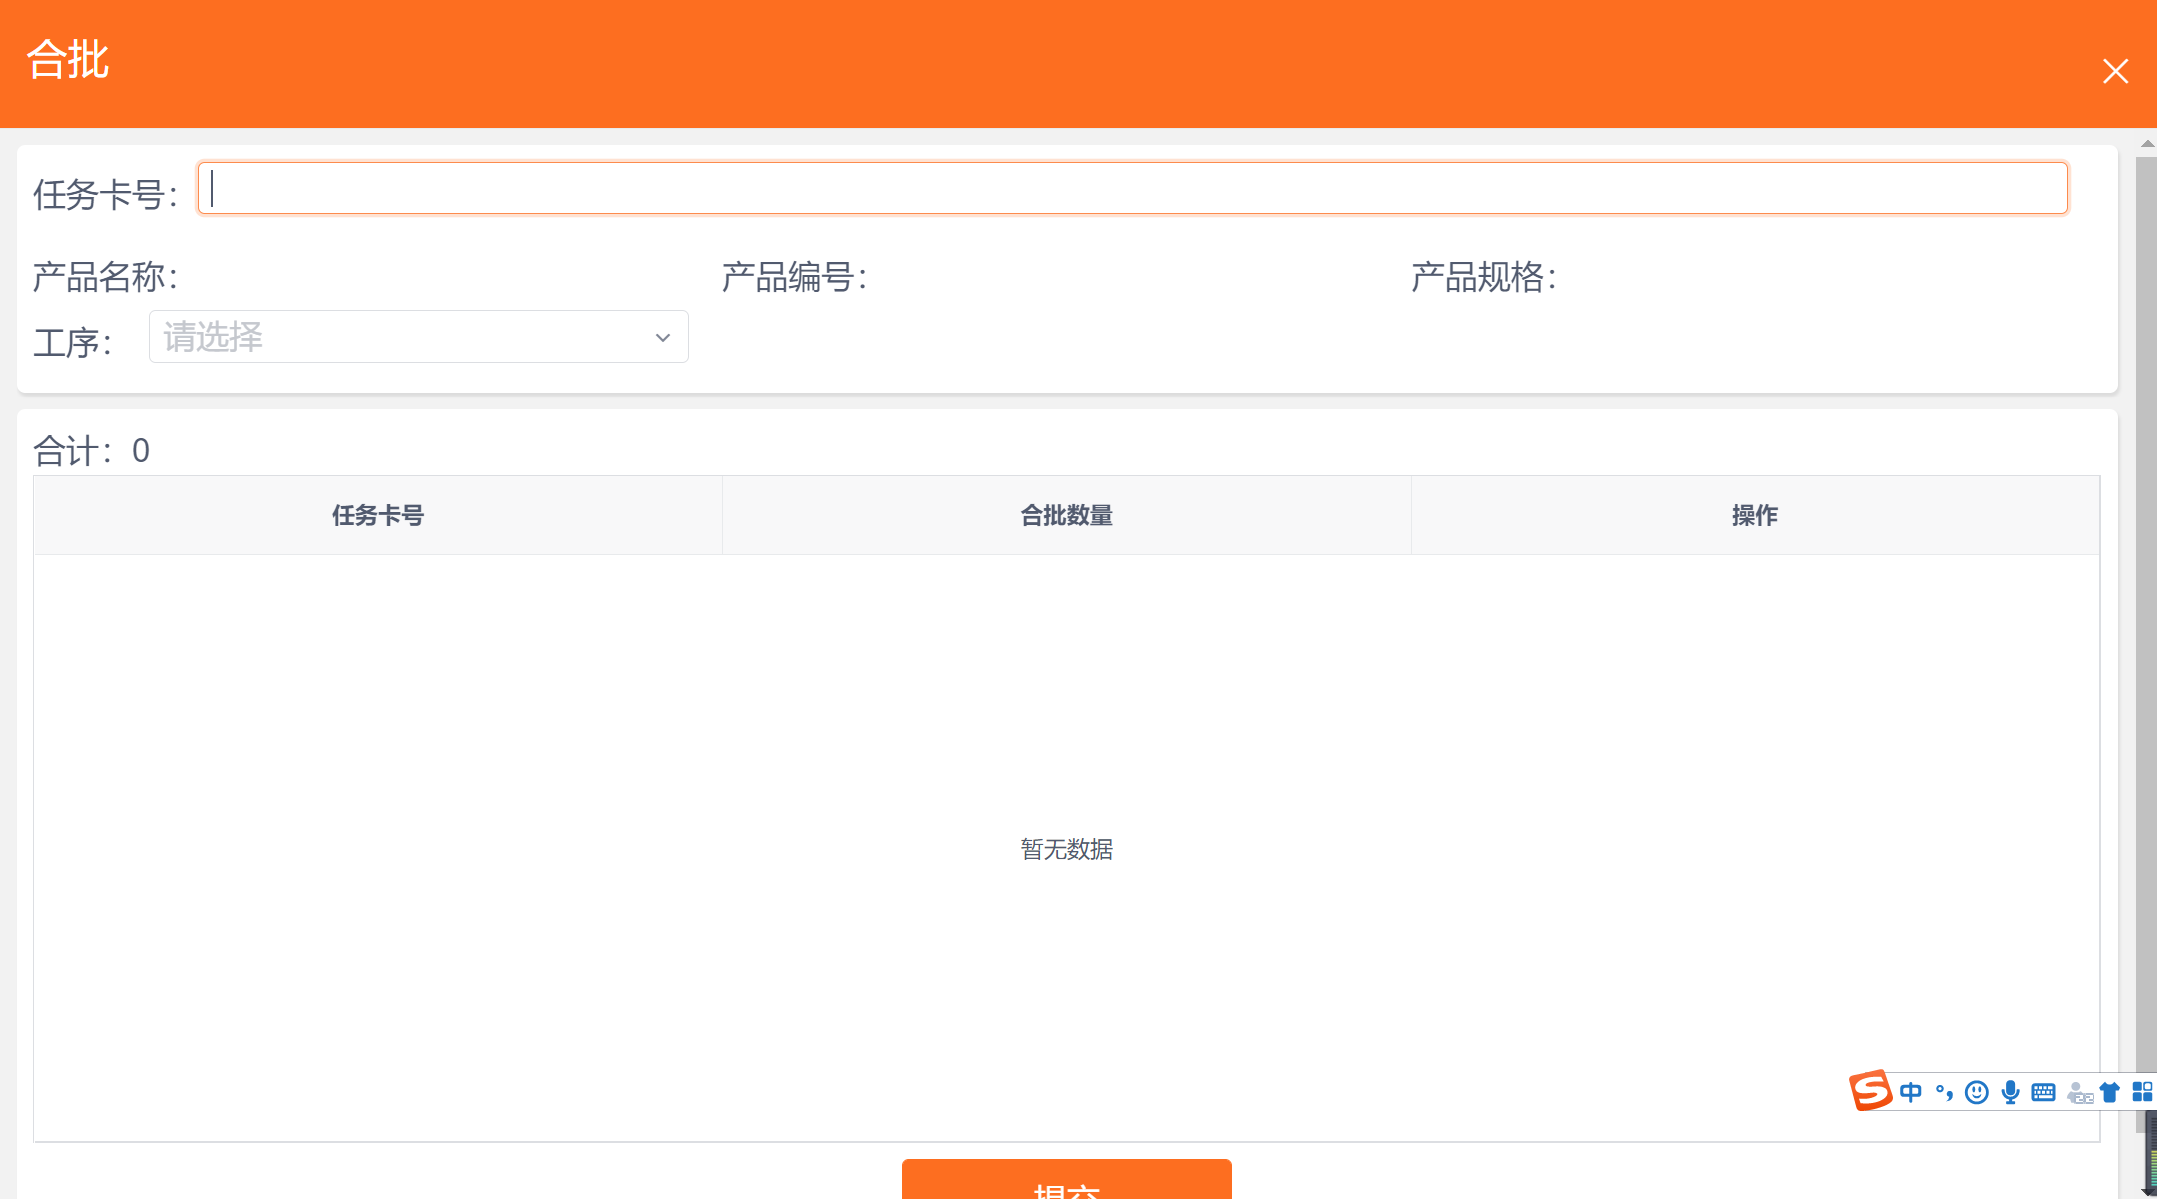 合批
任务卡号：
产品名称： 产品编号： 产品规格：
工序： 请选择
合计：0
任务卡号 合批数量 操作
暂无数据
中
提交